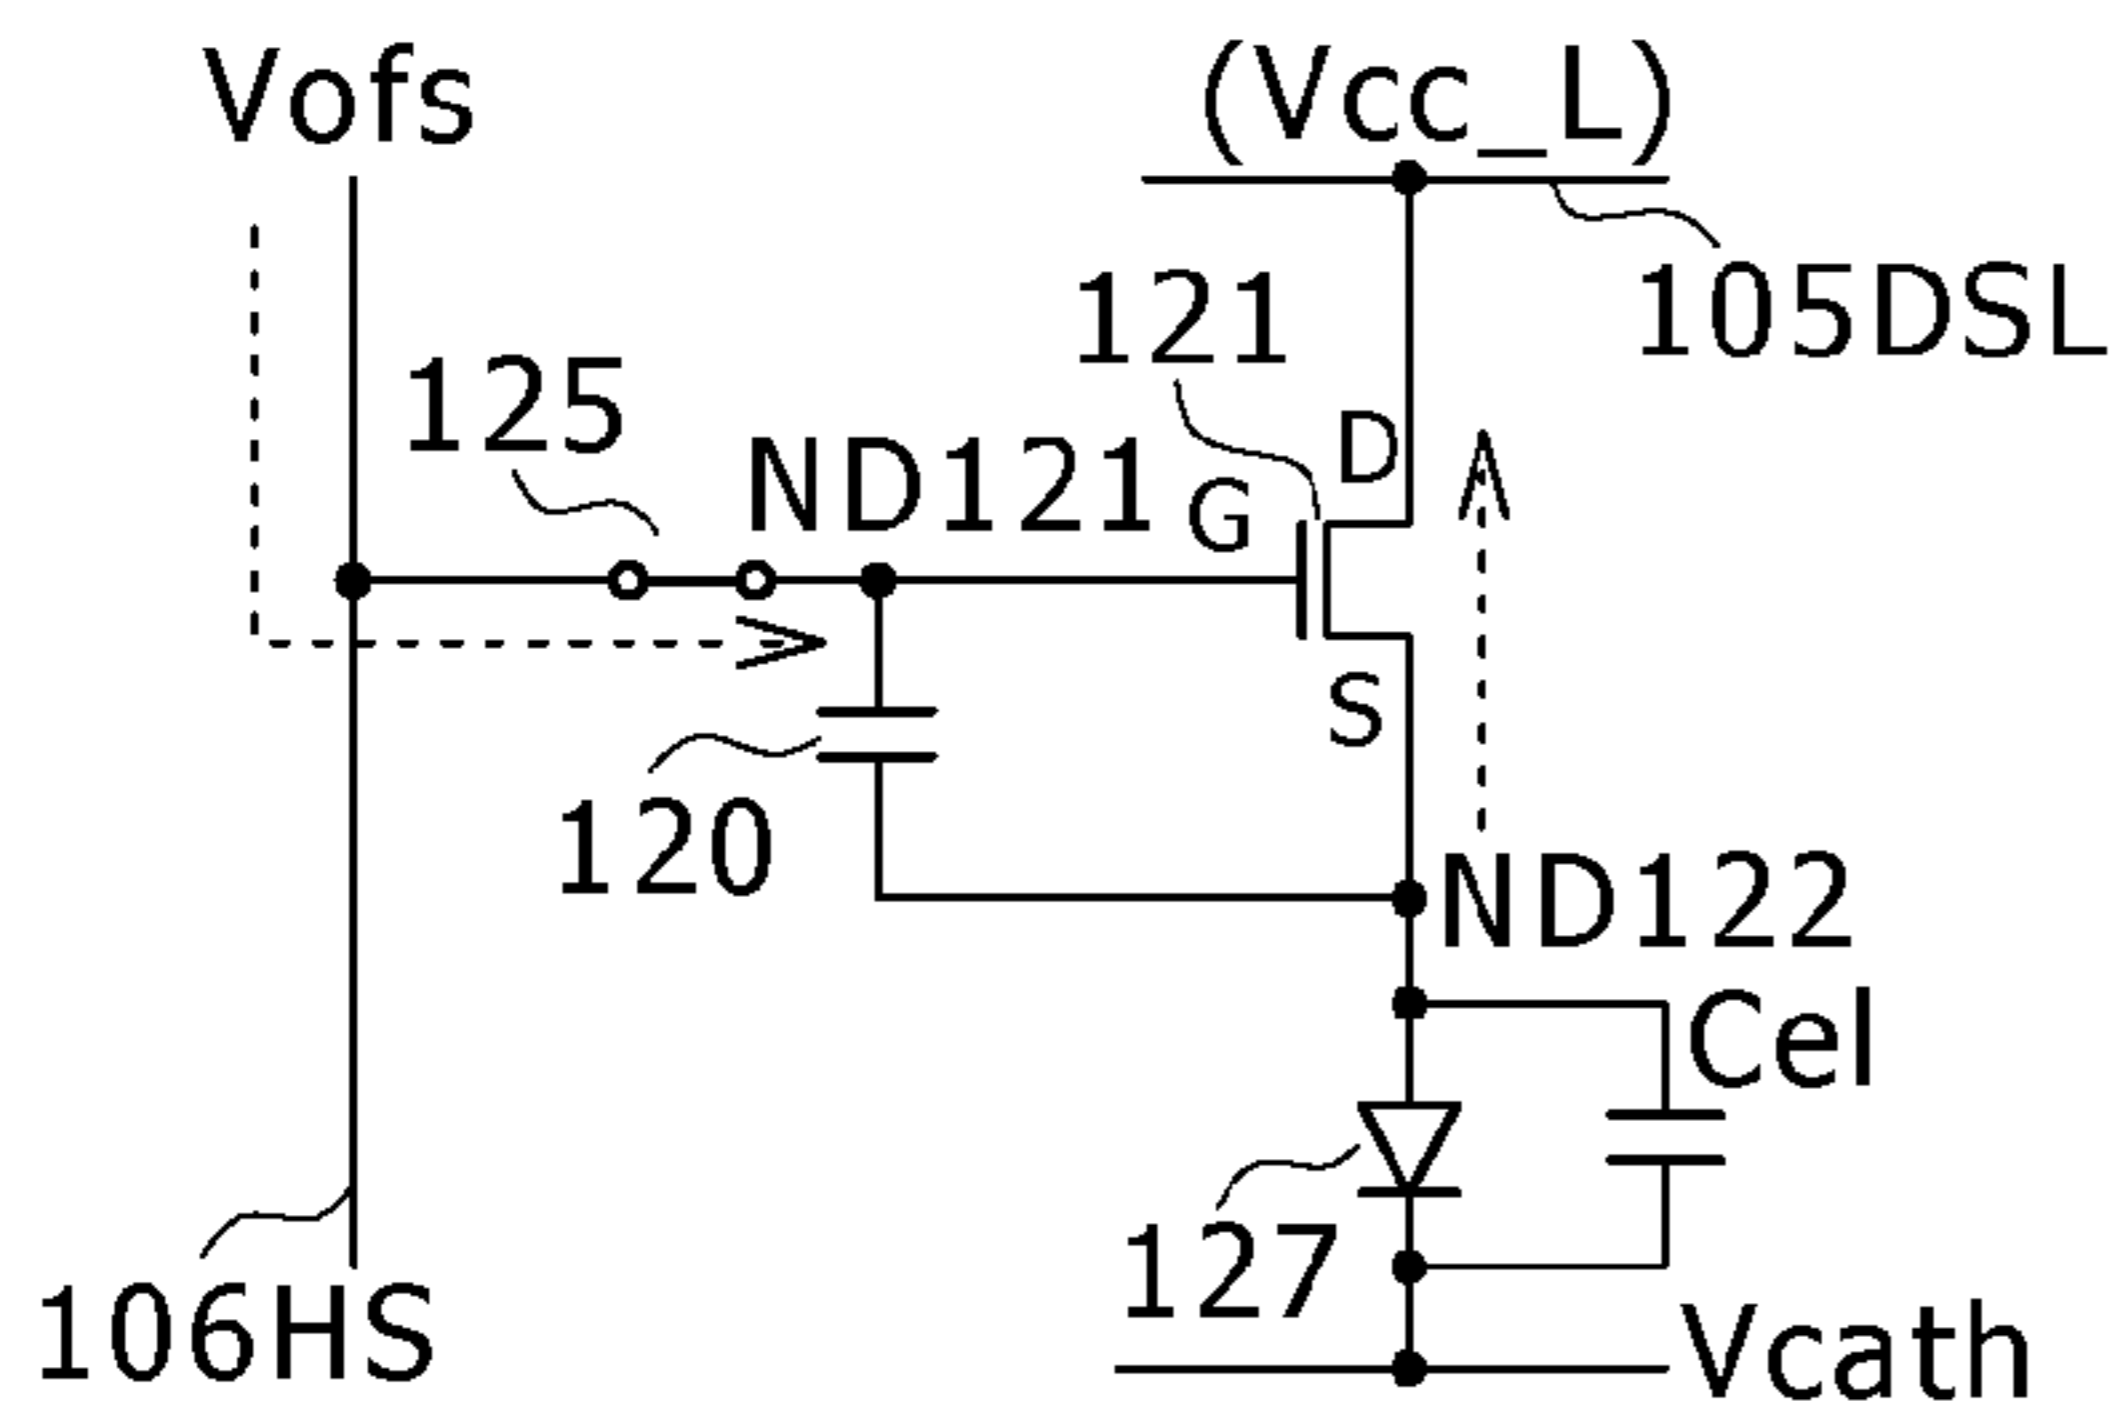 Vofs
(Vcc_L)
105DSL
121
125
D
ND121
G
S
120
ND122
Cel
127
106HS
Vcath